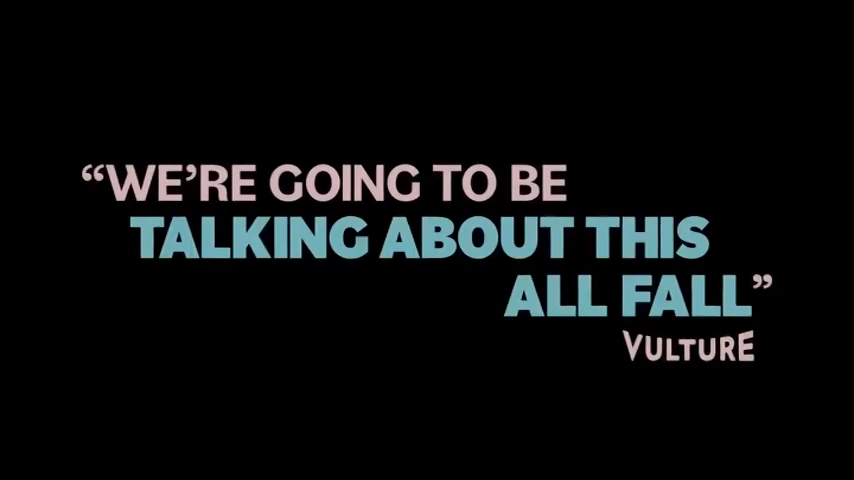 “WE’RE GOING TO BE
TALKING ABOUT THIS
ALL FALL”
VULTURE